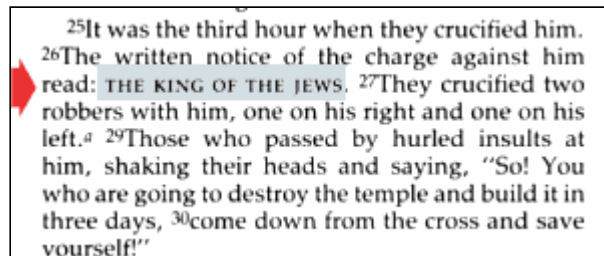 25It was the third hour when they crucified him.
26The written notice of the charge against him
read: THE KING OF THE JEWS. 27They crucified two
robbers with him, one on his right and one on his
left.a 29Those who passed by hurled insults at
him, shaking their heads and saying, “So! You
who are going to destroy the temple and build it in
three days, 30come down from the cross and save
yourself!”